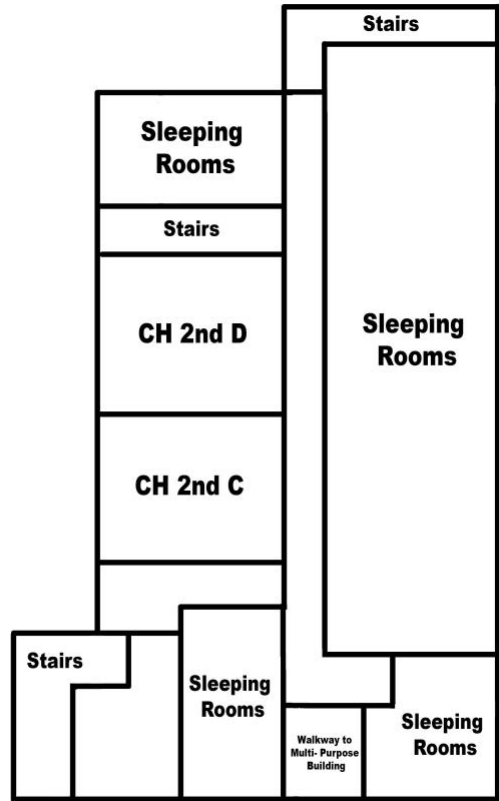 Stairs
Sleeping
Rooms
Stairs
CH 2nd D
Sleeping
Rooms
CH 2nd C
Stairs
Sleeping
Rooms
Walkway to
Multi- Purpose
Building
Sleeping
Rooms